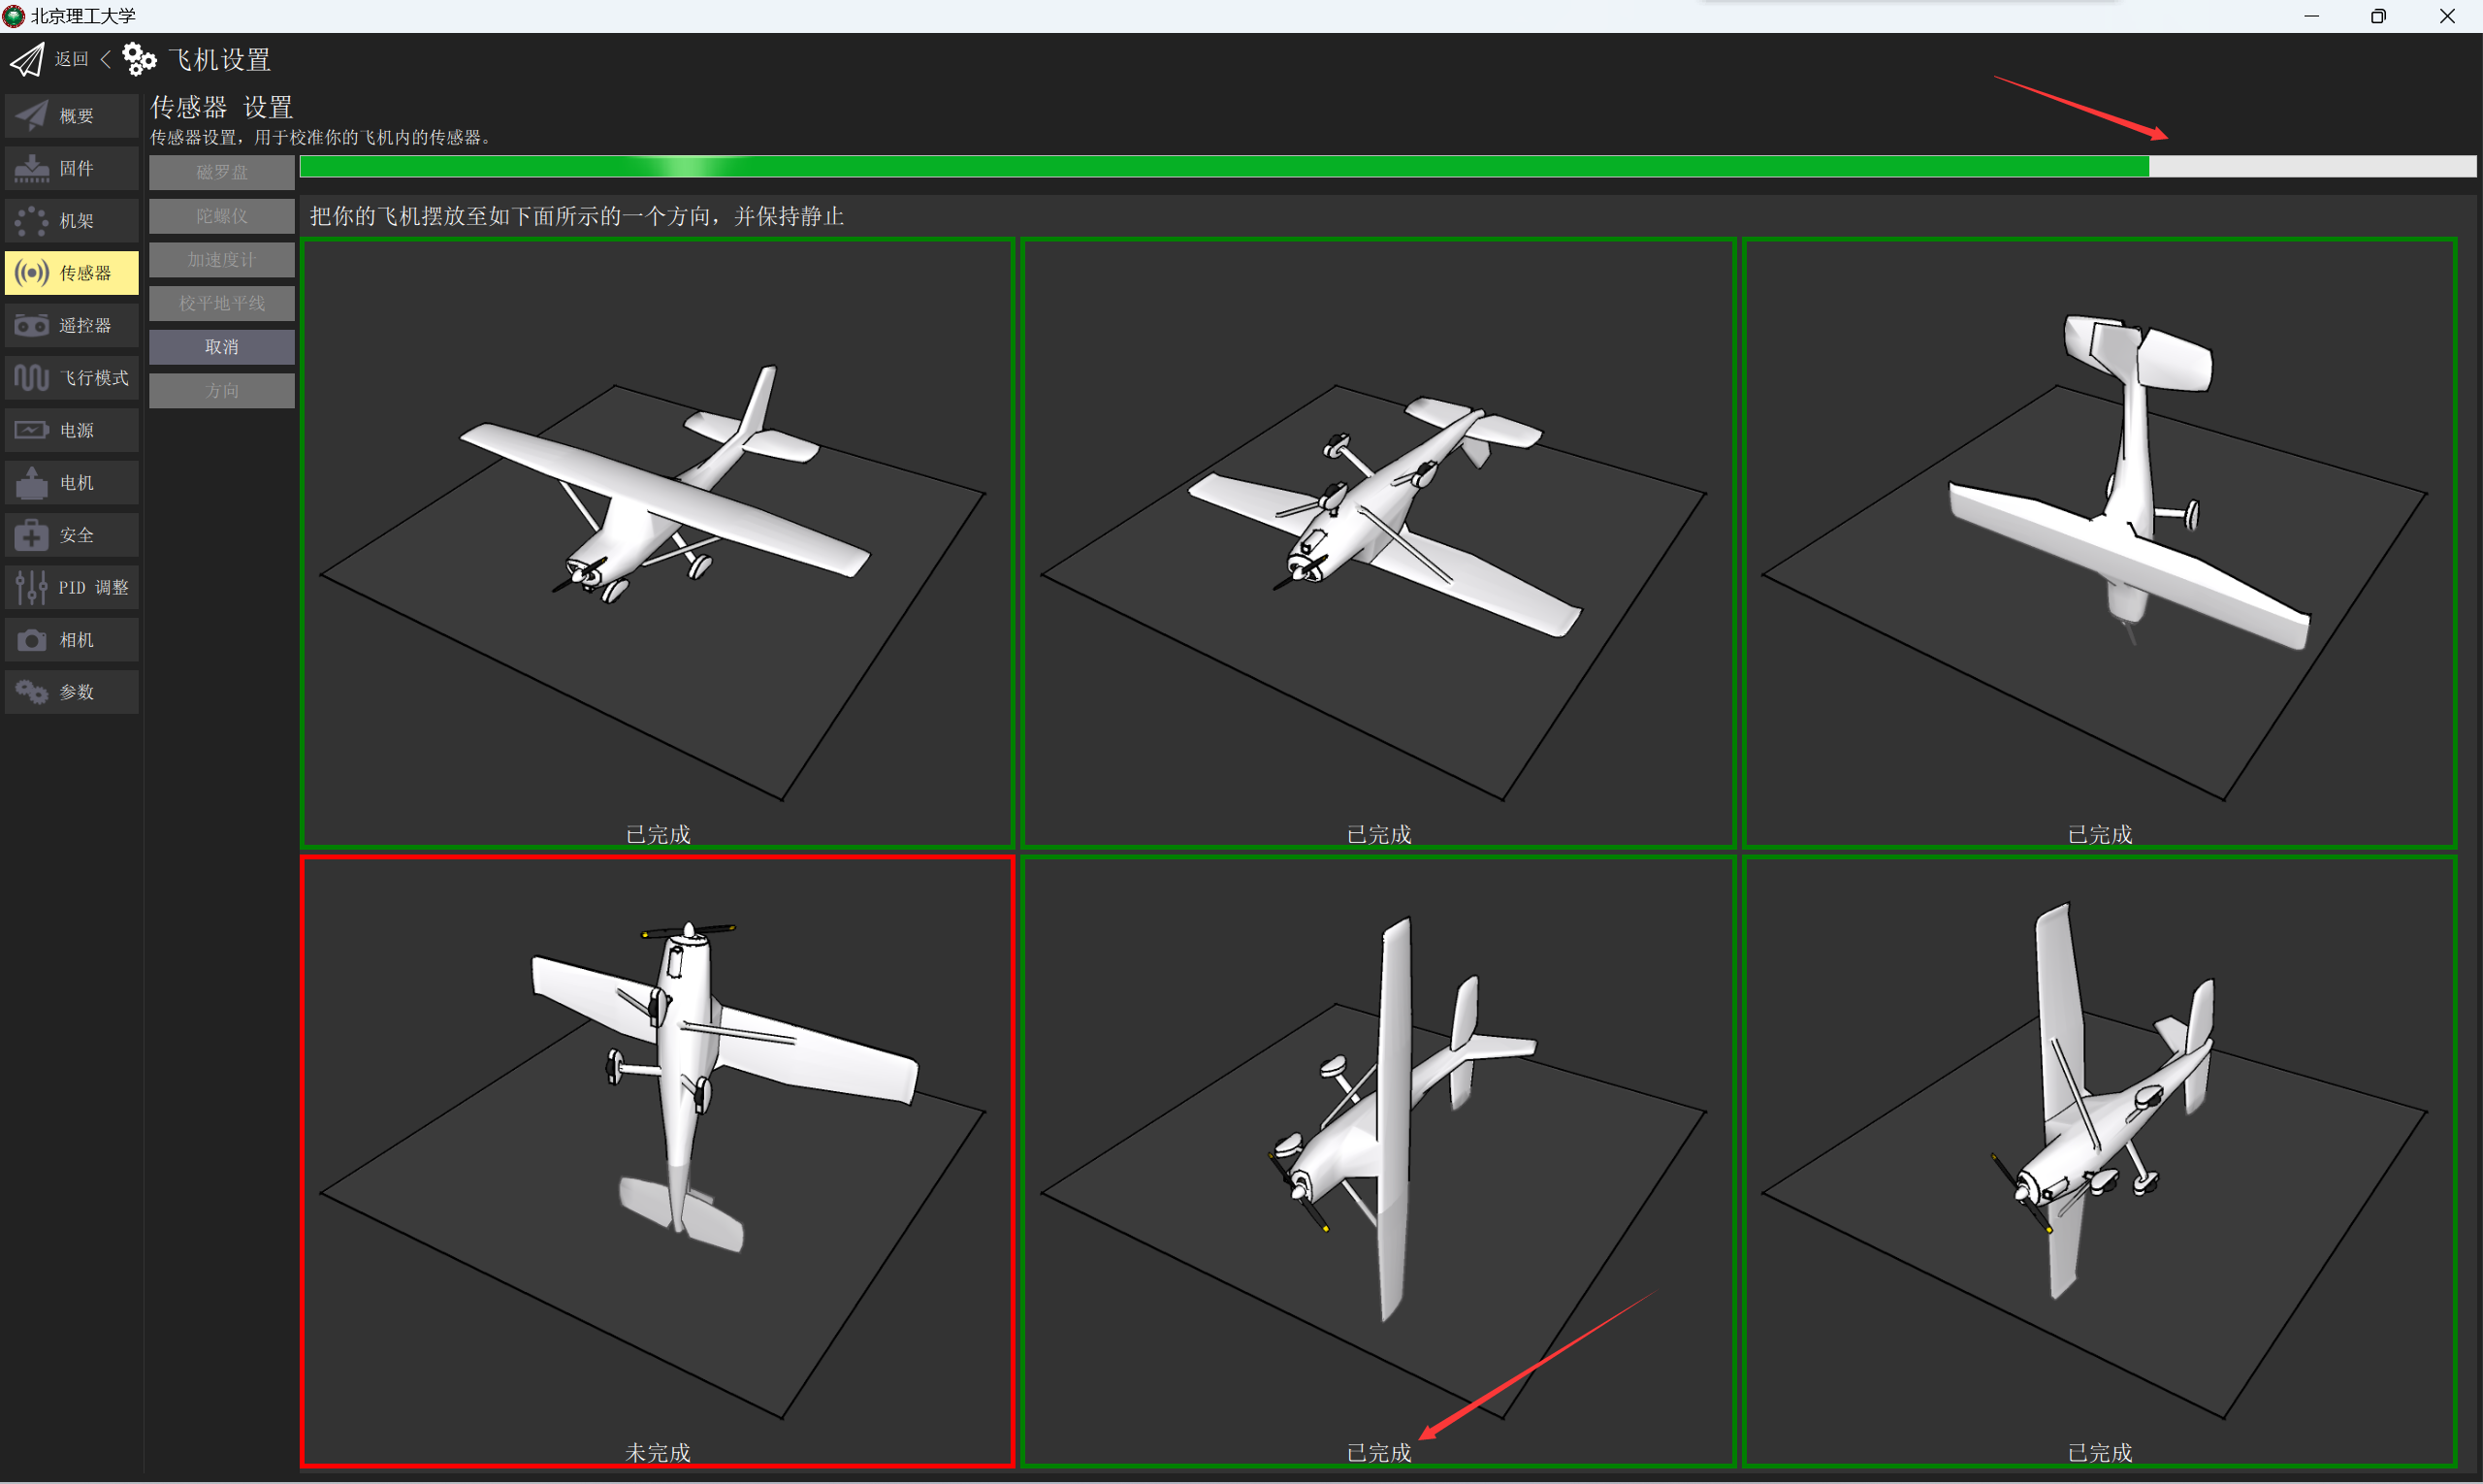 北京理工大学
返回
飞机设置
概要
固件
机架
传感器
遥控器
飞行模式
电源
电机
安全
PID 调整
相机
参数
传感器 设置
传感器设置，用于校准你的飞机内的传感器。
磁罗盘
陀螺仪
加速度计
校平地平线
取消
方向
把你的飞机摆放至如下面所示的一个方向，并保持静止
已完成
已完成
已完成
未完成
已完成
已完成